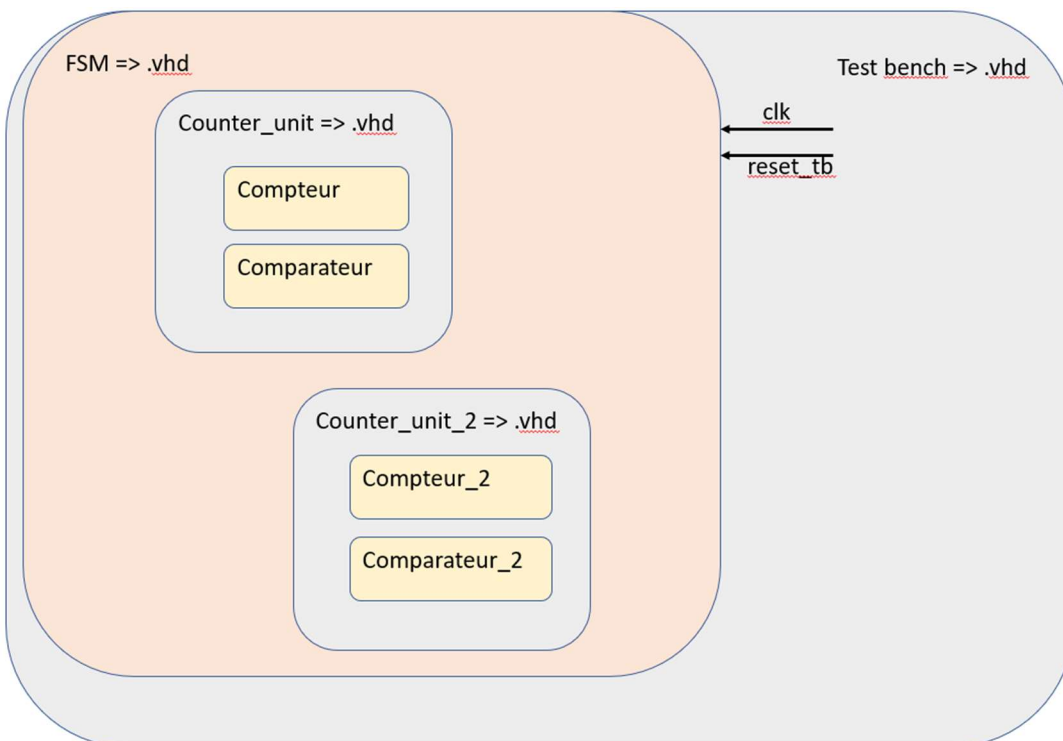 FSM => .vhd
Test bench => .vhd
clk
reset_tb
Counter_unit => .vhd
Compteur
Comparateur
Counter_unit_2 => .vhd
Compteur_2
Comparateur_2